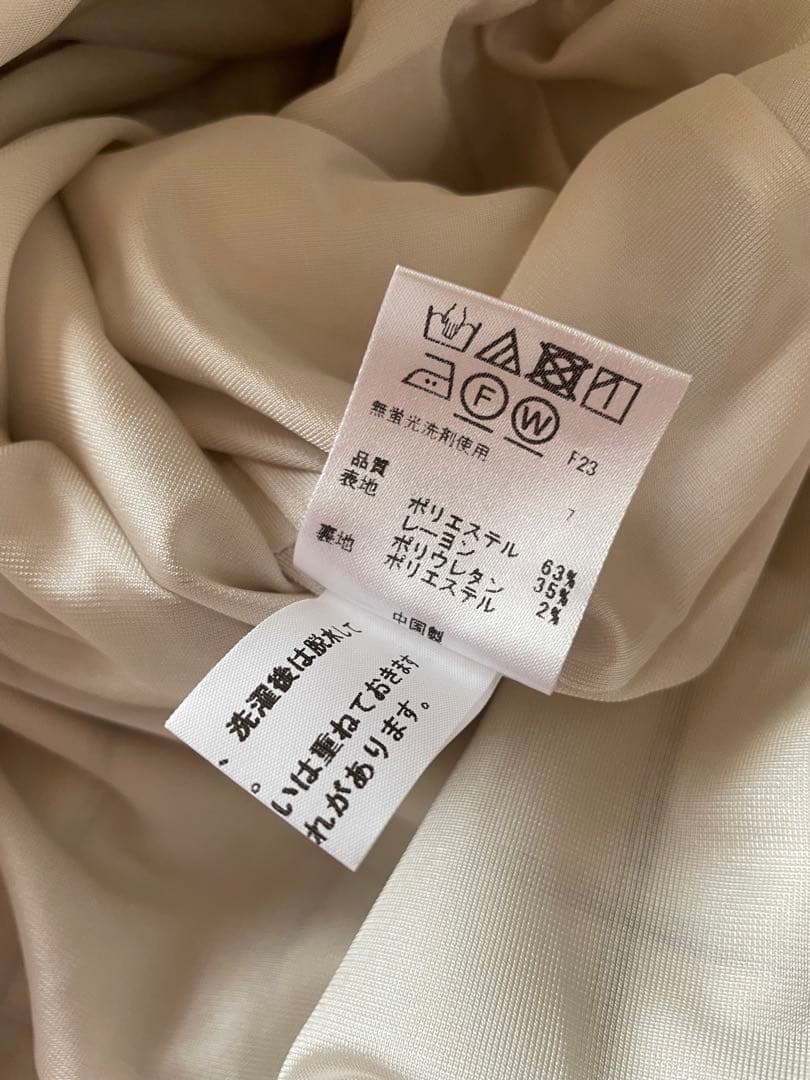 F
W
無蛍光洗剤使用 F23
品質 7
表地 ポリエステル 63%
レーヨン 35%
ポリウレタン 2%
裏地 ポリエステル
中国製
、洗濯後は脱水して
。
いは重ねておきます
れがあります。